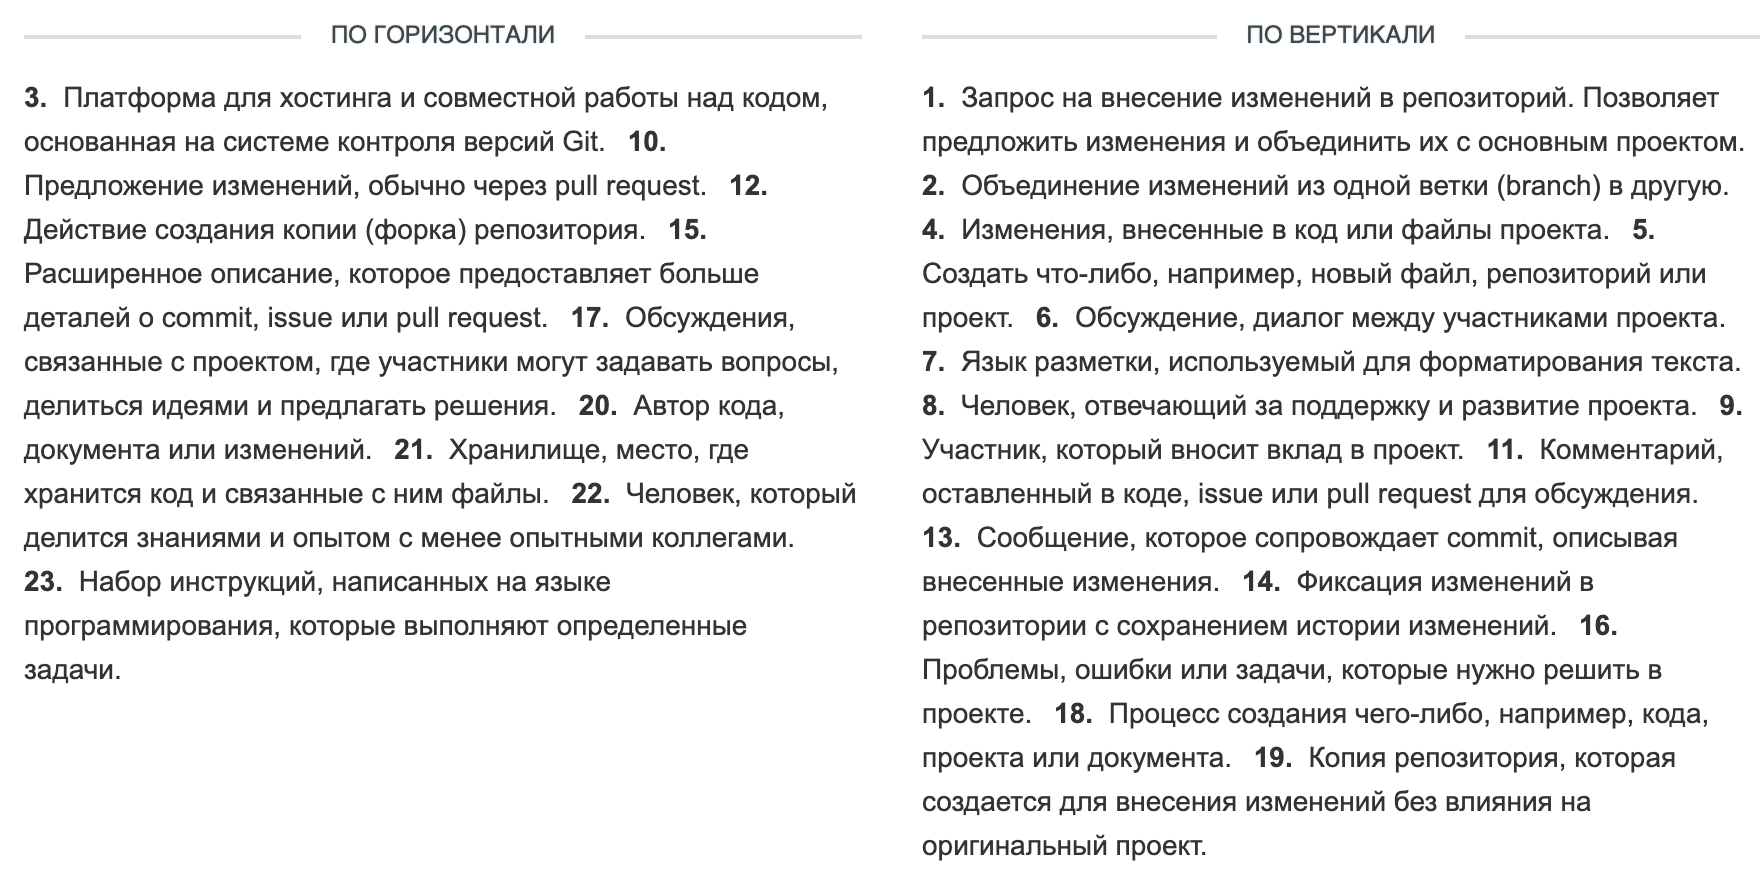 ПО ГОРИЗОНТАЛИ
3. Платформа для хостинга и совместной работы над кодом,
основанная на системе контроля версий Git. 10.
Предложение изменений, обычно через pull request. 12.
Действие создания копии (форка) репозитория. 15.
Расширенное описание, которое предоставляет больше
деталей о commit, issue или pull request. 17. Обсуждения,
связанные с проектом, где участники могут задавать вопросы,
делиться идеями и предлагать решения. 20. Автор кода,
документа или изменений. 21. Хранилище, место, где
хранится код и связанные с ним файлы. 22. Человек, который
делится знаниями и опытом с менее опытными коллегами.
23. Набор инструкций, написанных на языке
программирования, которые выполняют определенные
задачи.
ПО ВЕРТИКАЛИ
1. Запрос на внесение изменений в репозиторий. Позволяет
предложить изменения и объединить их с основным проектом.
2. Объединение изменений из одной ветки (branch) в другую.
4. Изменения, внесенные в код или файлы проекта. 5.
Создать что-либо, например, новый файл, репозиторий или
проект. 6. Обсуждение, диалог между участниками проекта.
7. Язык разметки, используемый для форматирования текста.
8. Человек, отвечающий за поддержку и развитие проекта. 9.
Участник, который вносит вклад в проект. 11. Комментарий,
оставленный в коде, issue или pull request для обсуждения.
13. Сообщение, которое сопровождает commit, описывая
внесенные изменения. 14. Фиксация изменений в
репозитории с сохранением истории изменений. 16.
Проблемы, ошибки или задачи, которые нужно решить в
проекте. 18. Процесс создания чего-либо, например, кода,
проекта или документа. 19. Копия репозитория, которая
создается для внесения изменений без влияния на
оригинальный проект.